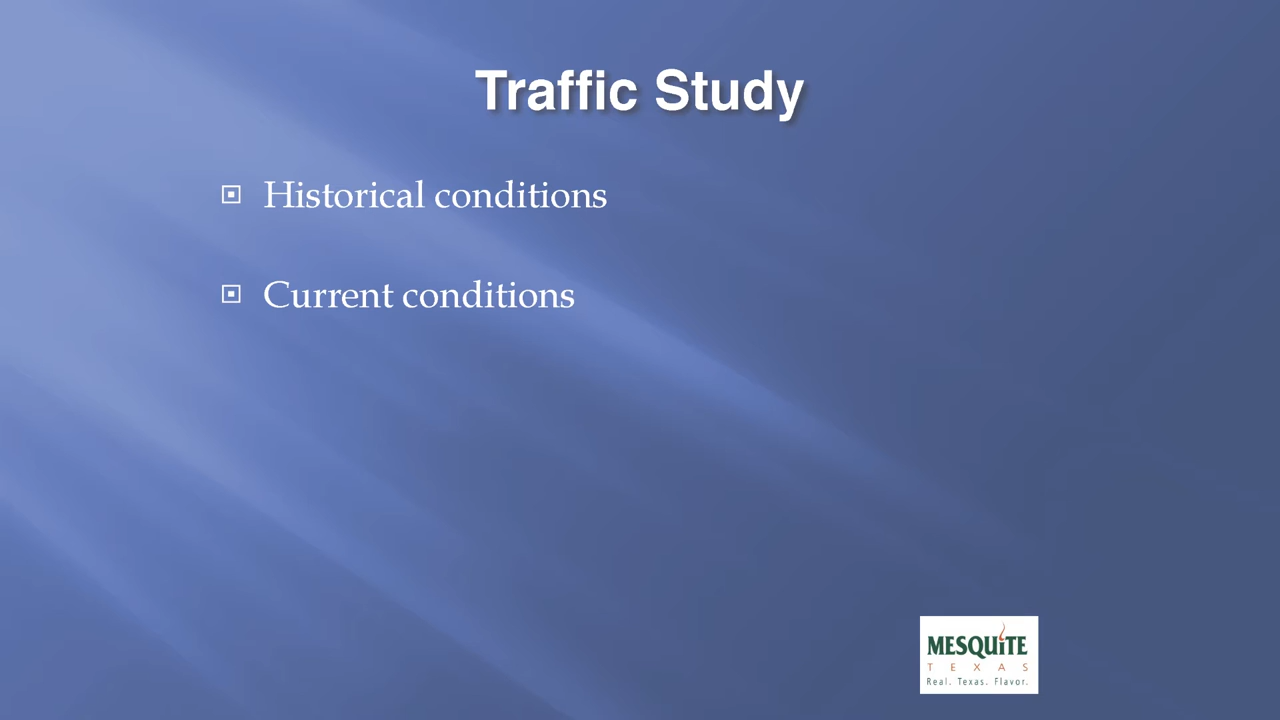 Traffic Study
Historical conditions
Current conditions
MESQUiTE
TEXAS
Real. Texas. Flavor.